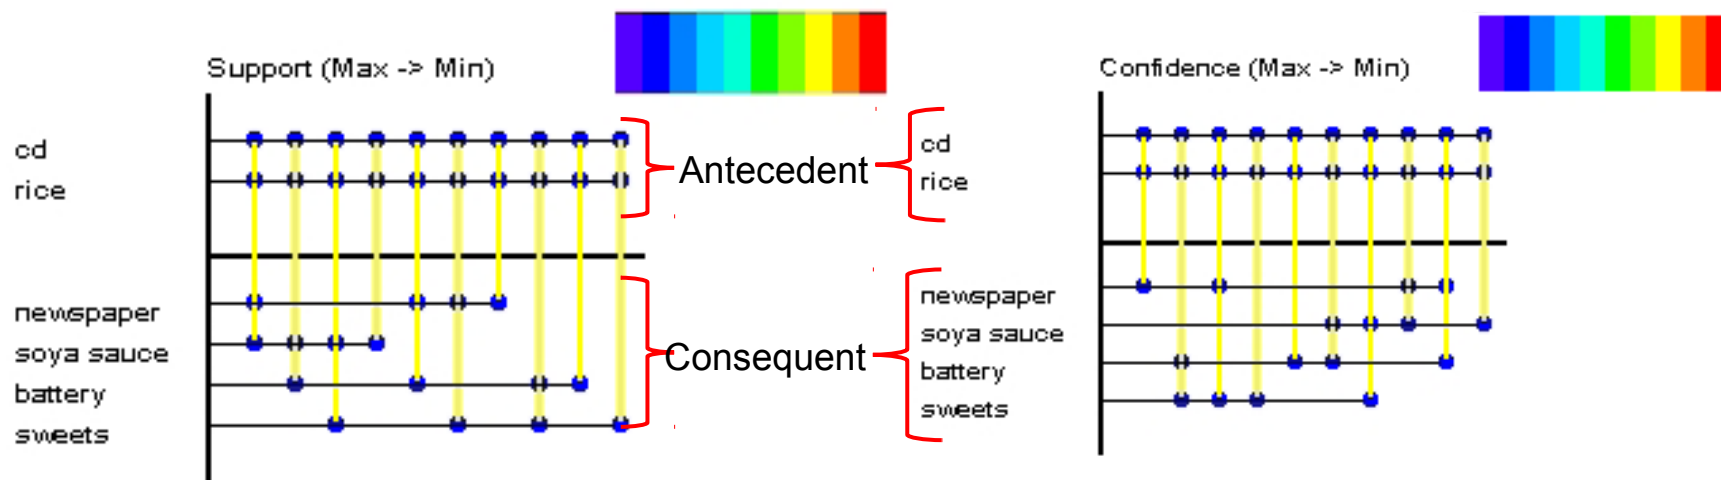 Support (Max -> Min)
cd
rice
newspaper
soya sauce
battery
sweets
Antecedent
Consequent
Confidence (Max -> Min)
cd
rice
newspaper
soya sauce
battery
sweets